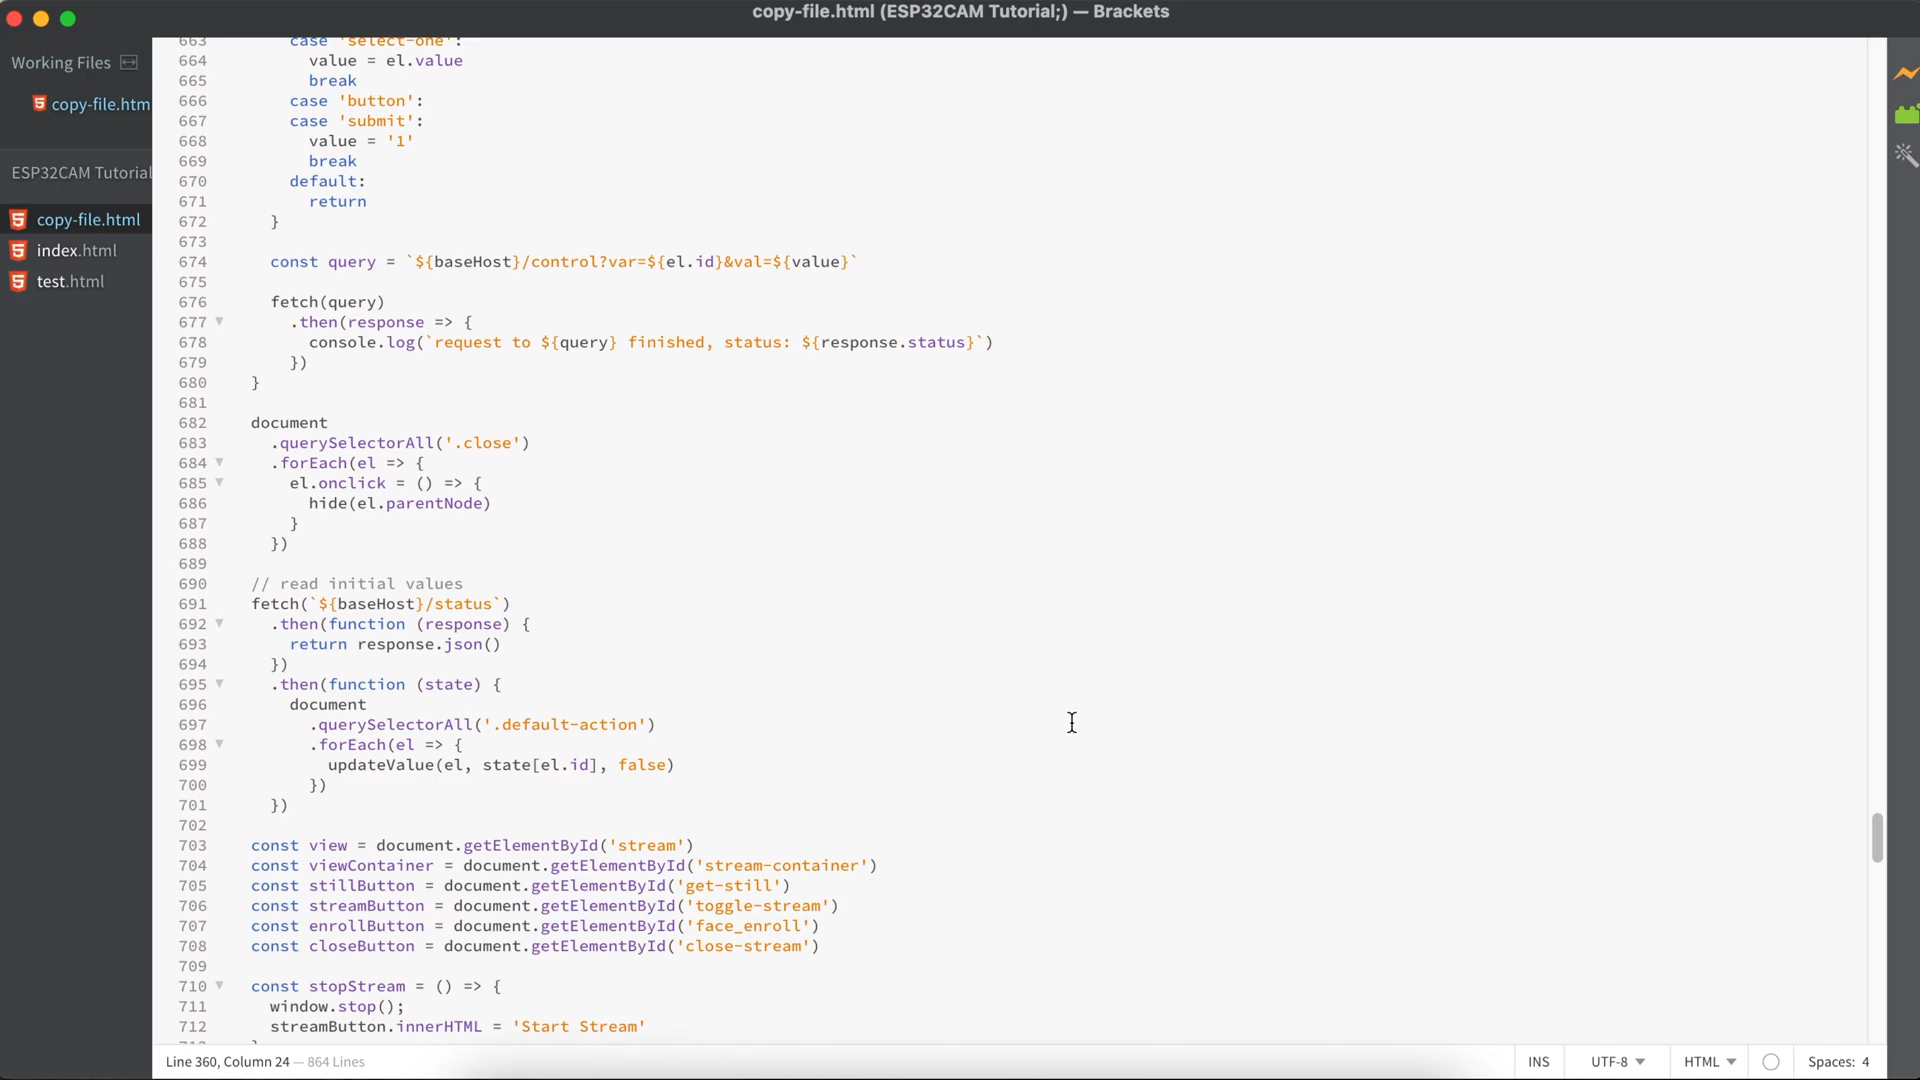 copy-file.html (ESP32CAM Tutorial;) — Brackets
Working Files
copy-file.htm
ESP32CAM Tutorial
copy-file.html
index.html
test.html
663 case 'select-one':
664 value = el.value
665 break
666 case 'button':
667 case 'submit':
668 value = '1'
669 break
670 default:
671 return
672 }
673
674 const query = `${baseHost}/control?var=${el.id}&val=${value}`
675
676 fetch(query)
677 .then(response => {
678 console.log(`request to ${query} finished, status: ${response.status}`)
679 })
680 }
681
682 document
683 .querySelectorAll('.close')
684 .forEach(el => {
685 el.onclick = () => {
686 hide(el.parentNode)
687 }
688 })
689
690 // read initial values
691 fetch(`${baseHost}/status`)
692 .then(function (response) {
693 return response.json()
694 })
695 .then(function (state) {
696 document
697 .querySelectorAll('.default-action')
698 .forEach(el => {
699 updateValue(el, state[el.id], false)
700 })
701 })
702
703 const view = document.getElementById('stream')
704 const viewContainer = document.getElementById('stream-container')
705 const stillButton = document.getElementById('get-still')
706 const streamButton = document.getElementById('toggle-stream')
707 const enrollButton = document.getElementById('face_enroll')
708 const closeButton = document.getElementById('close-stream')
709
710 const stopStream = () => {
711 window.stop();
712 streamButton.innerHTML = 'Start Stream'
Line 360, Column 24 — 864 Lines
INS UTF-8 HTML Spaces: 4